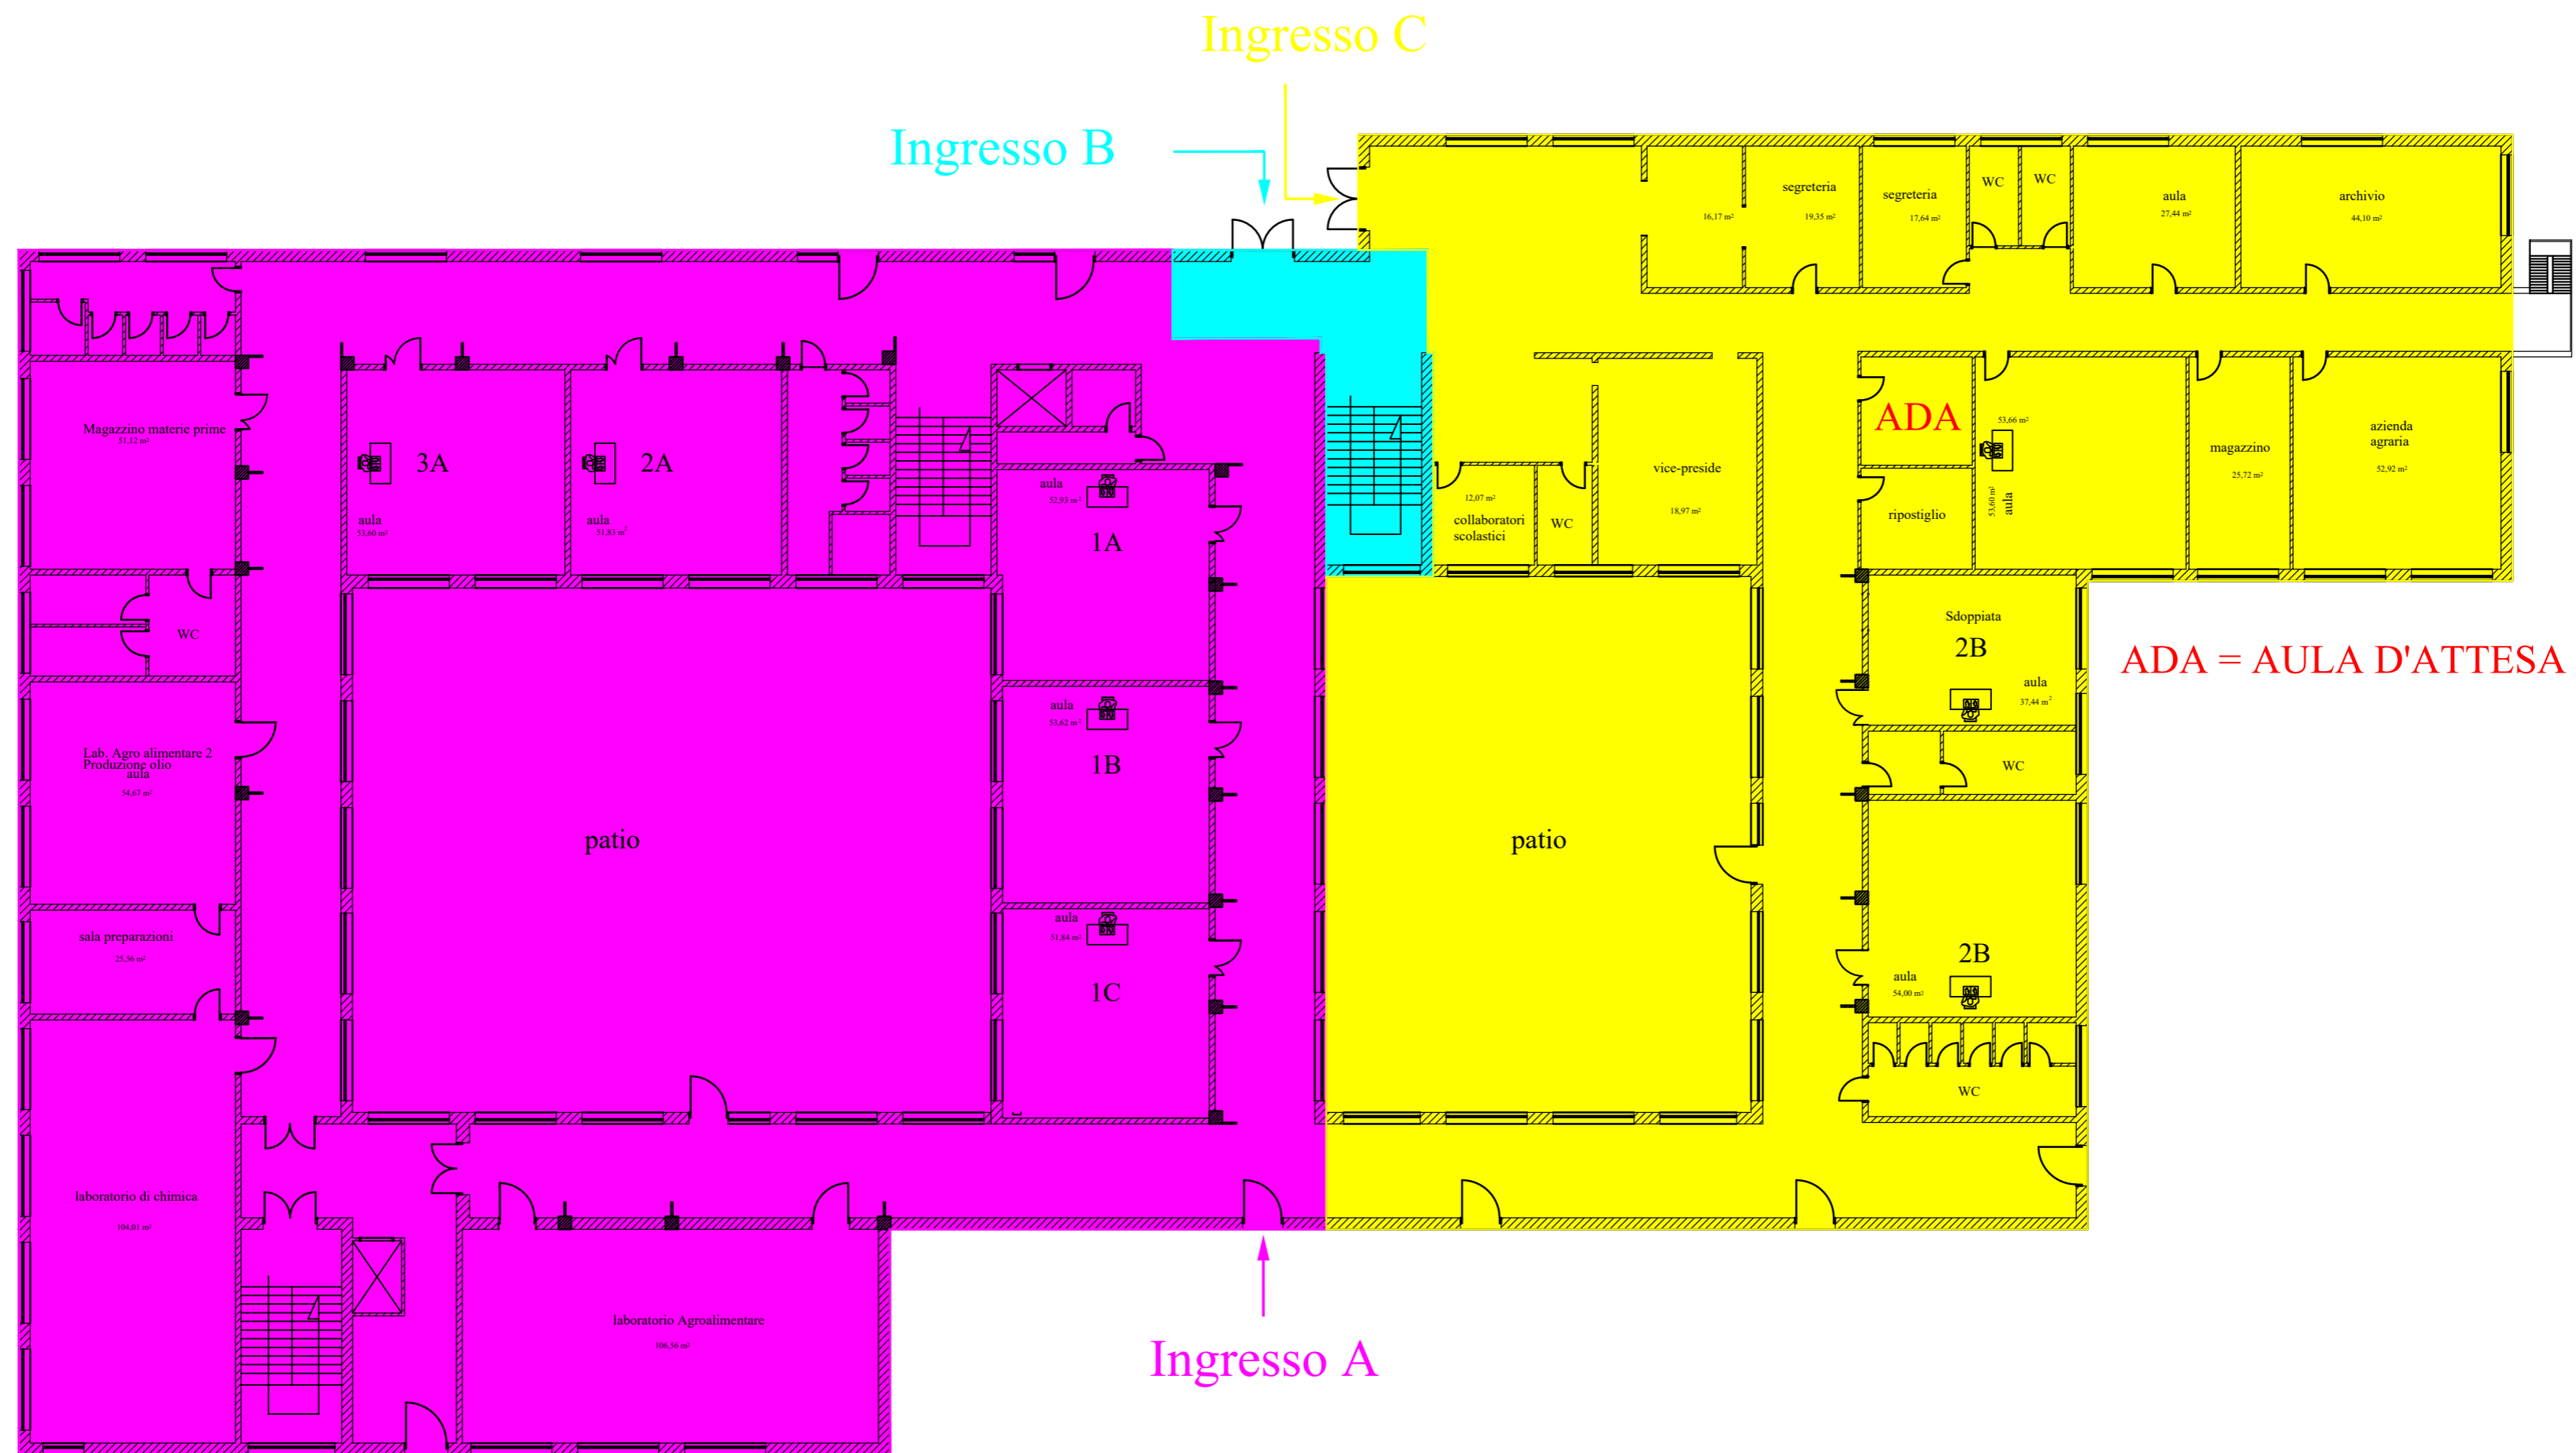 Ingresso C
Ingresso B
segreteria
19,35 m²
16,17 m²
segreteria
17,64 m²
WC
WC
aula
27,44 m²
archivio
44,10 m²
Magazzino materie prime
51,12 m²
3A
aula
53,60 m²
2A
aula
51,83 m²
aula
52,93 m²
1A
12,07 m²
collaboratori
scolastici
WC
vice-preside
18,97 m²
ADA
ripostiglio
53,66 m²
53,60 m²
aula
magazzino
25,72 m²
azienda
agraria
52,92 m²
WC
Sdoppiata
2B
aula
37,44 m²
ADA = AULA D'ATTESA
Lab. Agro alimentare 2
Produzione olio
aula
54,67 m²
patio
aula
53,62 m²
1B
patio
WC
sala preparazioni
25,56 m²
aula
51,84 m²
1C
2B
aula
54,00 m²
WC
laboratorio di chimica
104,01 m²
laboratorio Agroalimentare
106,56 m²
Ingresso A